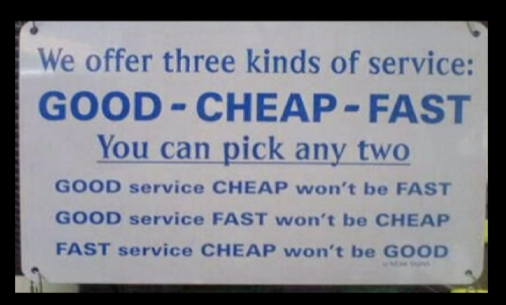 We offer three kinds of service:
GOOD - CHEAP - FAST
You can pick any two
GOOD service CHEAP won't be FAST
GOOD service FAST won't be CHEAP
FAST service CHEAP won't be GOOD